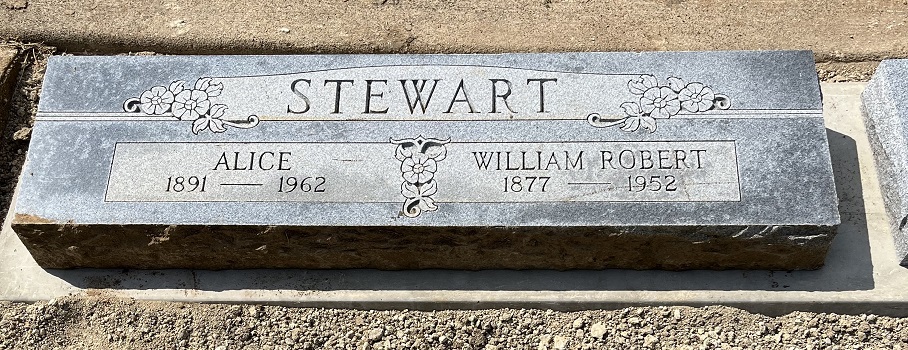 STEWART
ALICE
1891 — 1962
WILLIAM ROBERT
1877 — 1952